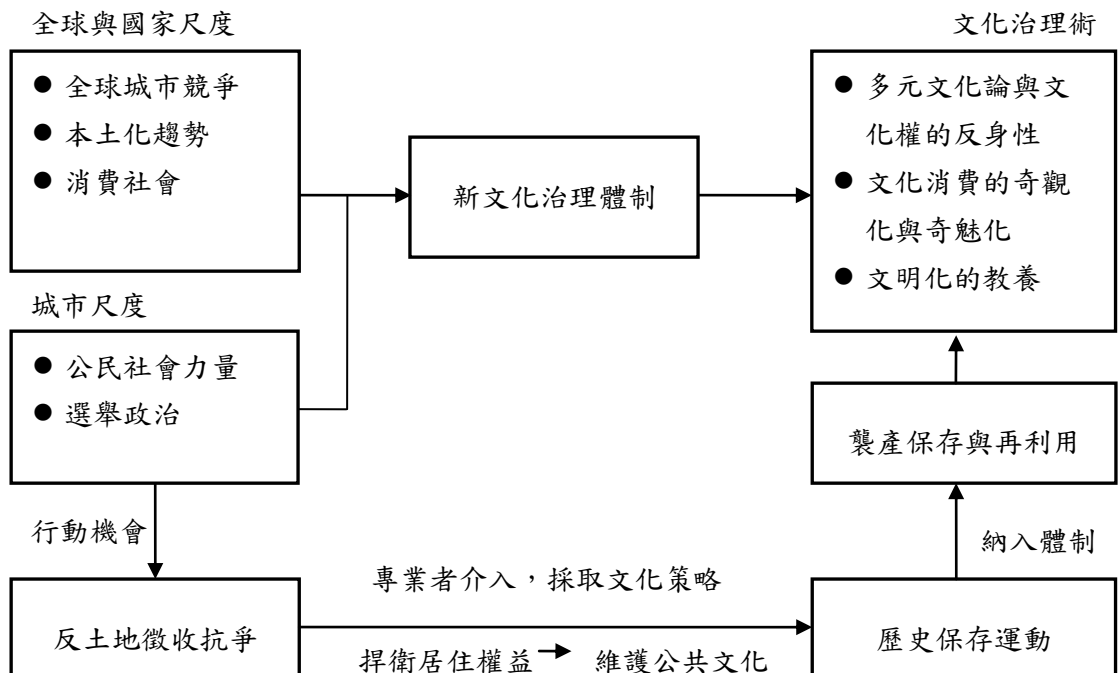 全球與國家尺度
● 全球城市競爭
● 本土化趨勢
● 消費社會
城市尺度
● 公民社會力量
● 選舉政治
行動機會
反土地徵收抗爭
新文化治理體制
專業者介入，採取文化策略
捍衛居住權益 → 維護公共文化
文化治理術
● 多元文化論與文
化權的反身性
● 文化消費的奇觀
化與奇魅化
● 文明化的教養
襲產保存與再利用
納入體制
歷史保存運動